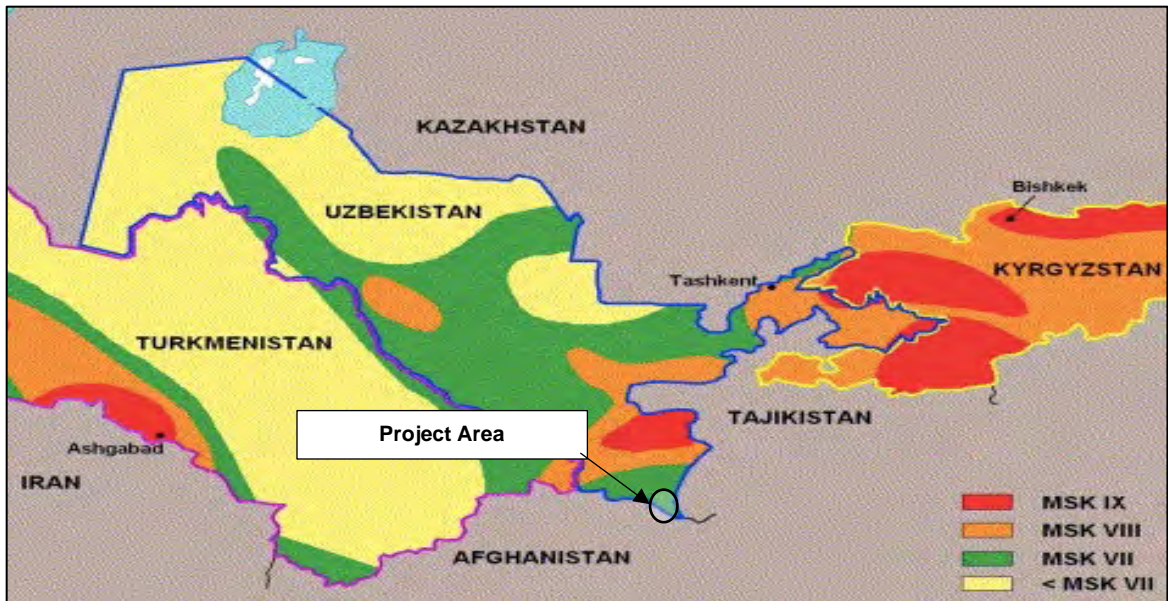 KAZAKHSTAN
Bishkek
UZBEKISTAN
KYRGYZSTAN
Tashkent
TURKMENISTAN
TAJIKISTAN
Project Area
Ashgabad
IRAN
MSK IX
MSK VIII
AFGHANISTAN
MSK VII
< MSK VII